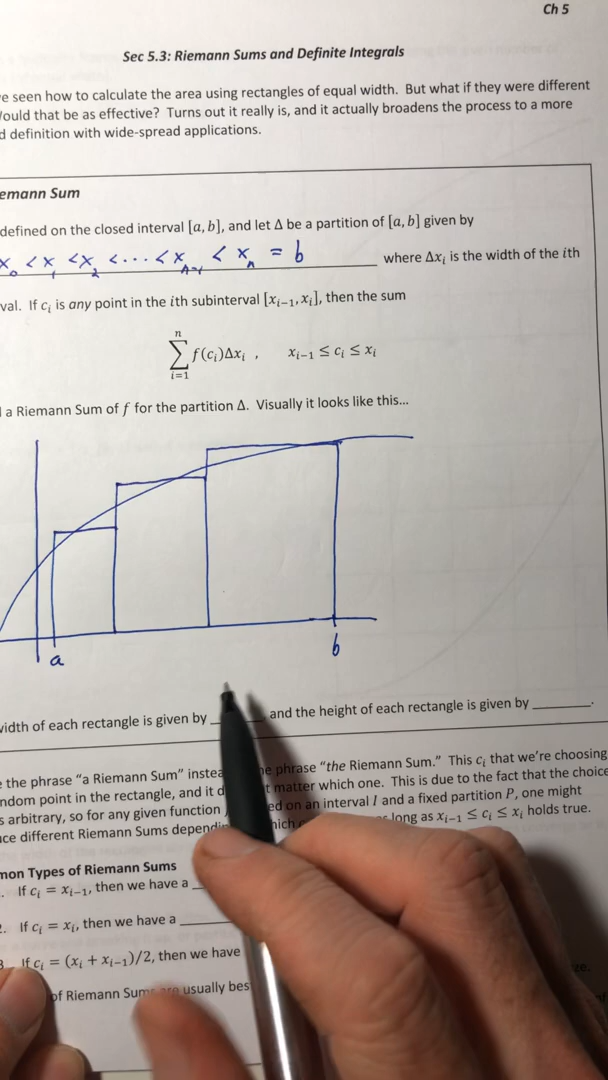 Ch 5
Sec 5.3: Riemann Sums and Definite Integrals
e seen how to calculate the area using rectangles of equal width. But what if they were different
ould that be as effective? Turns out it really is, and it actually broadens the process to a more
d definition with wide-spread applications.
emann Sum
defined on the closed interval [a, b], and let Δ be a partition of [a, b] given by
x₀ < x₁ < x₂ < ... < xₙ₋₁ < xₙ = b where Δxᵢ is the width of the ith
val. If cᵢ is any point in the ith subinterval [xᵢ₋₁, xᵢ], then the sum
n
∑ f(cᵢ)Δxᵢ , xᵢ₋₁ ≤ cᵢ ≤ xᵢ
i=1
a Riemann Sum of f for the partition Δ. Visually it looks like this...
a b
width of each rectangle is given by ______, and the height of each rectangle is given by ______.
the phrase "a Riemann Sum" instea e phrase "the Riemann Sum." This cᵢ that we're choosing
ndom point in the rectangle, and it d t matter which one. This is due to the fact that the choice
s arbitrary, so for any given function ed on an interval I and a fixed partition P, one might
ce different Riemann Sums depending hich long as xᵢ₋₁ ≤ cᵢ ≤ xᵢ holds true.
mon Types of Riemann Sums
. If cᵢ = xᵢ₋₁, then we have a
2. If cᵢ = xᵢ, then we have a
3. If cᵢ = (xᵢ + xᵢ₋₁)/2, then we have
of Riemann Sums are usually bes ze.